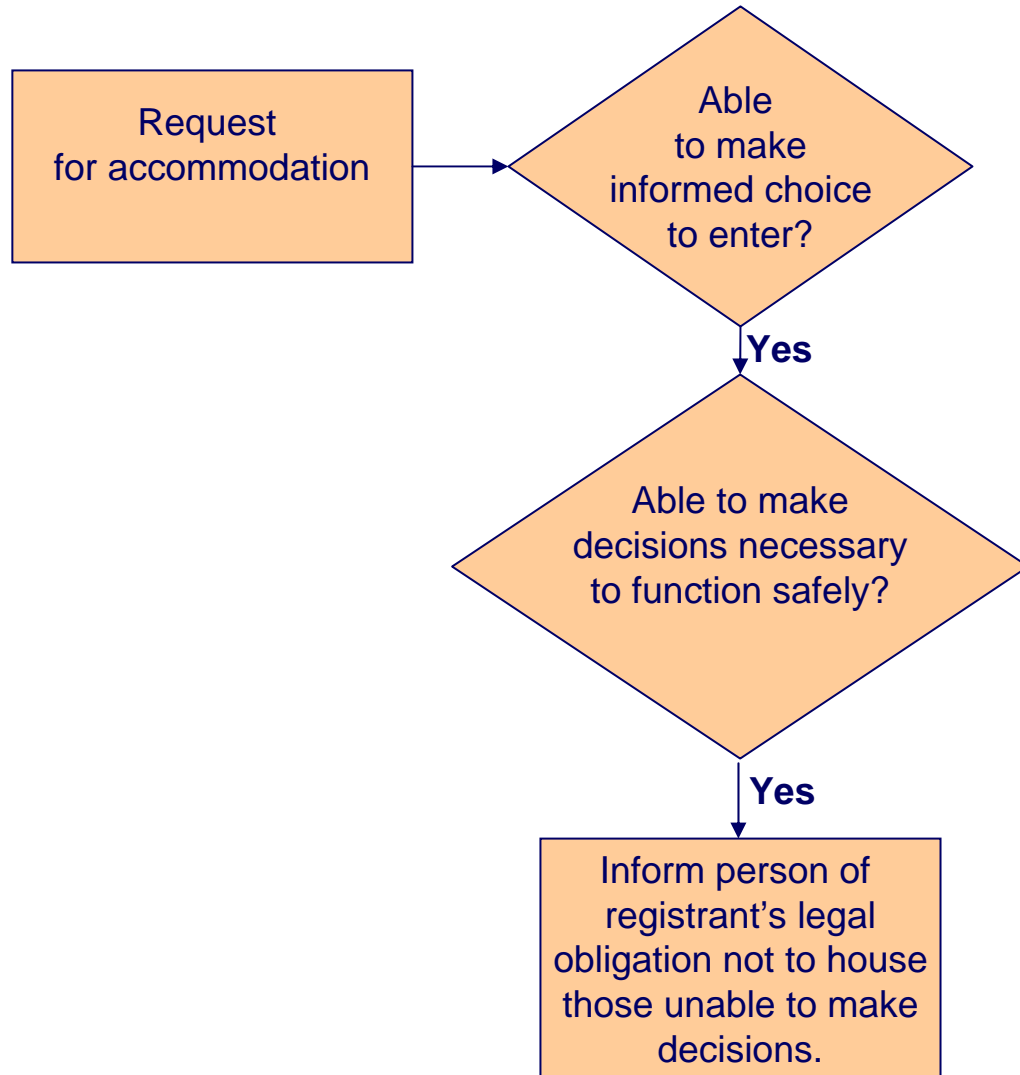 Request
for accommodation
Able
to make
informed choice
to enter?
Yes
Able to make
decisions necessary
to function safely?
Yes
Inform person of
registrant’s legal
obligation not to house
those unable to make
decisions.